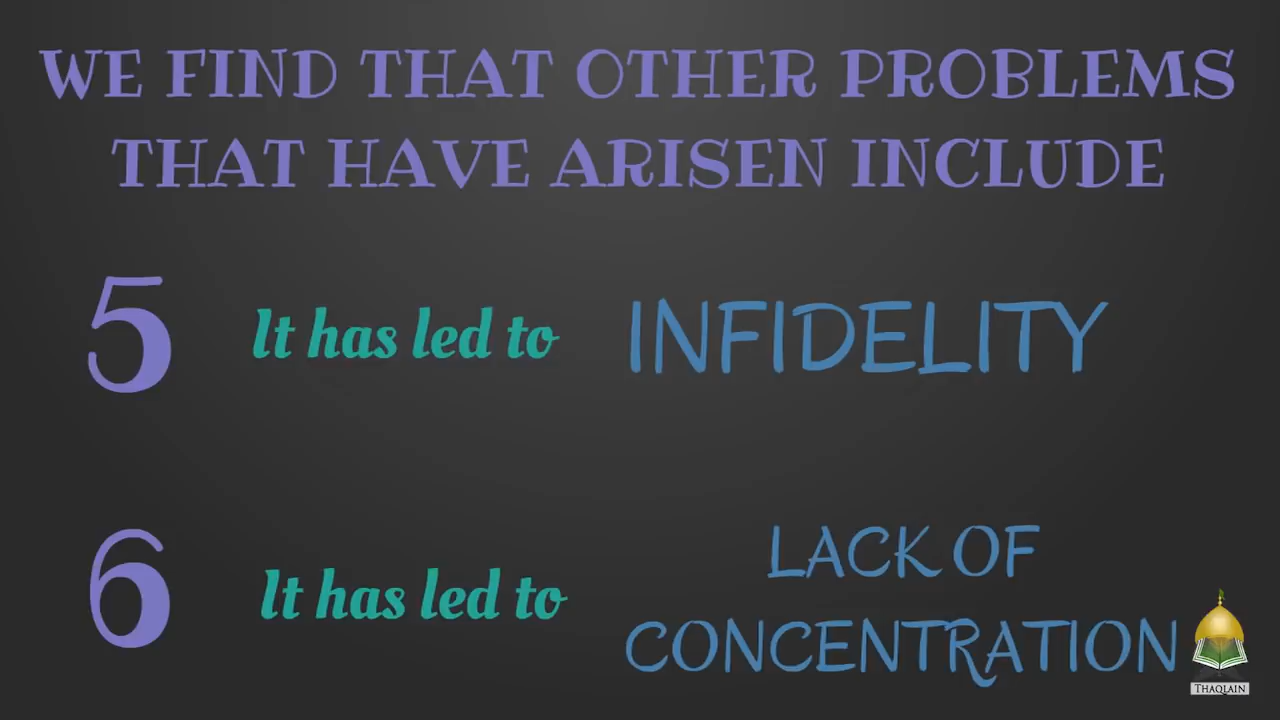 WE FIND THAT OTHER PROBLEMS
THAT HAVE ARISEN INCLUDE
5 It has led to INFIDELITY
6 It has led to LACK OF
CONCENTRATION
THAQLAIN